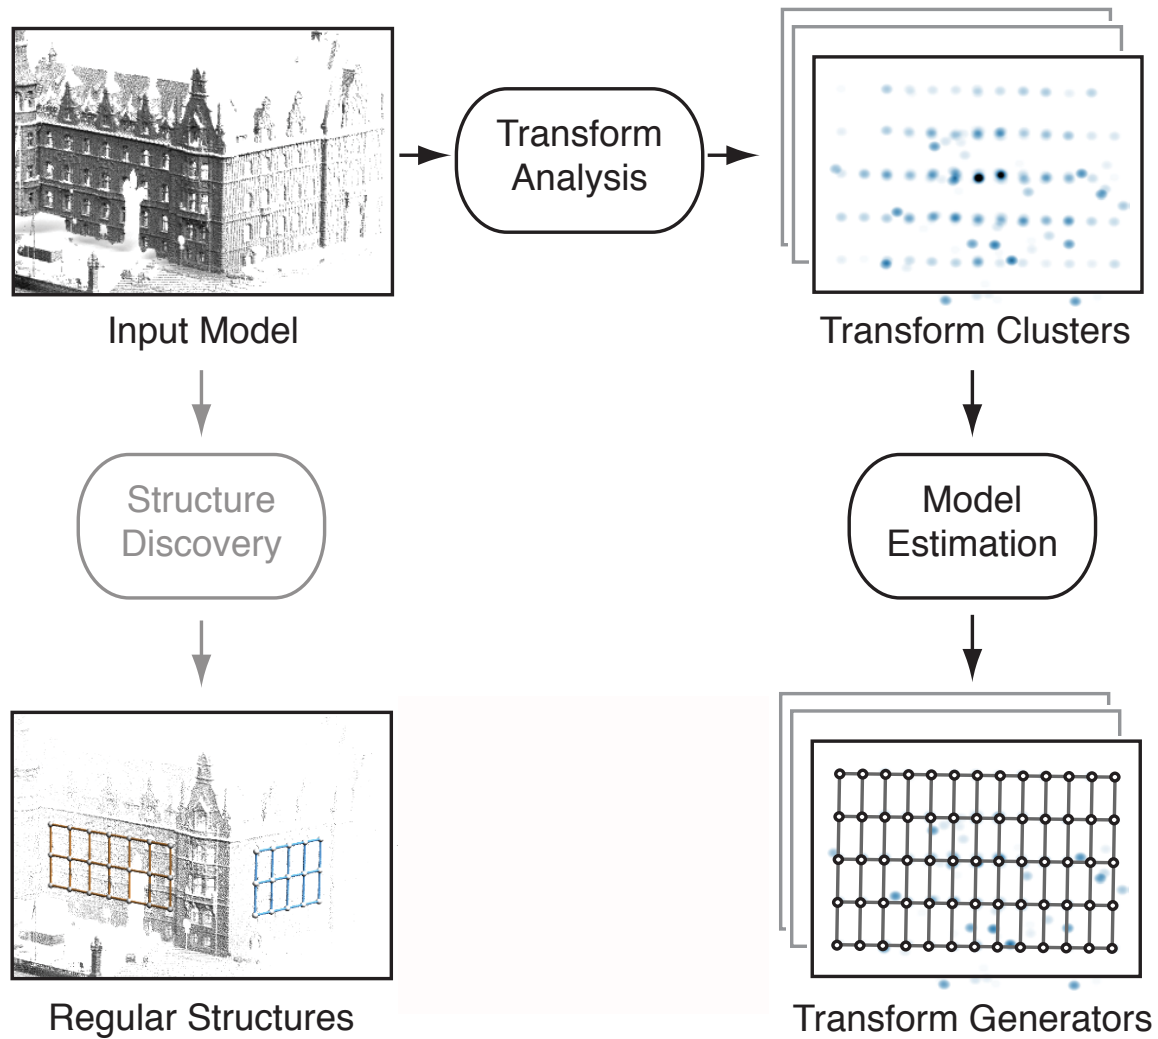 Transform
Analysis
Input Model
Transform Clusters
Structure
Discovery
Model
Estimation
Regular Structures
Transform Generators